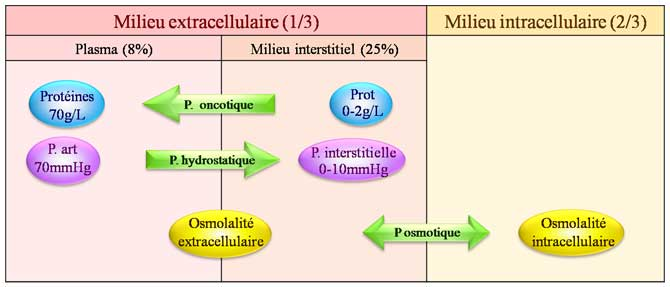 Milieu extracellulaire (1/3)
Milieu intracellulaire (2/3)
Plasma (8%)
Milieu interstitiel (25%)
Protéines
70g/L
P. oncotique
Prot
0-2g/L
P. art
70mmHg
P. hydrostatique
P. interstitielle
0-10mmHg
Osmolalité
extracellulaire
P osmotique
Osmolalité
intracellulaire